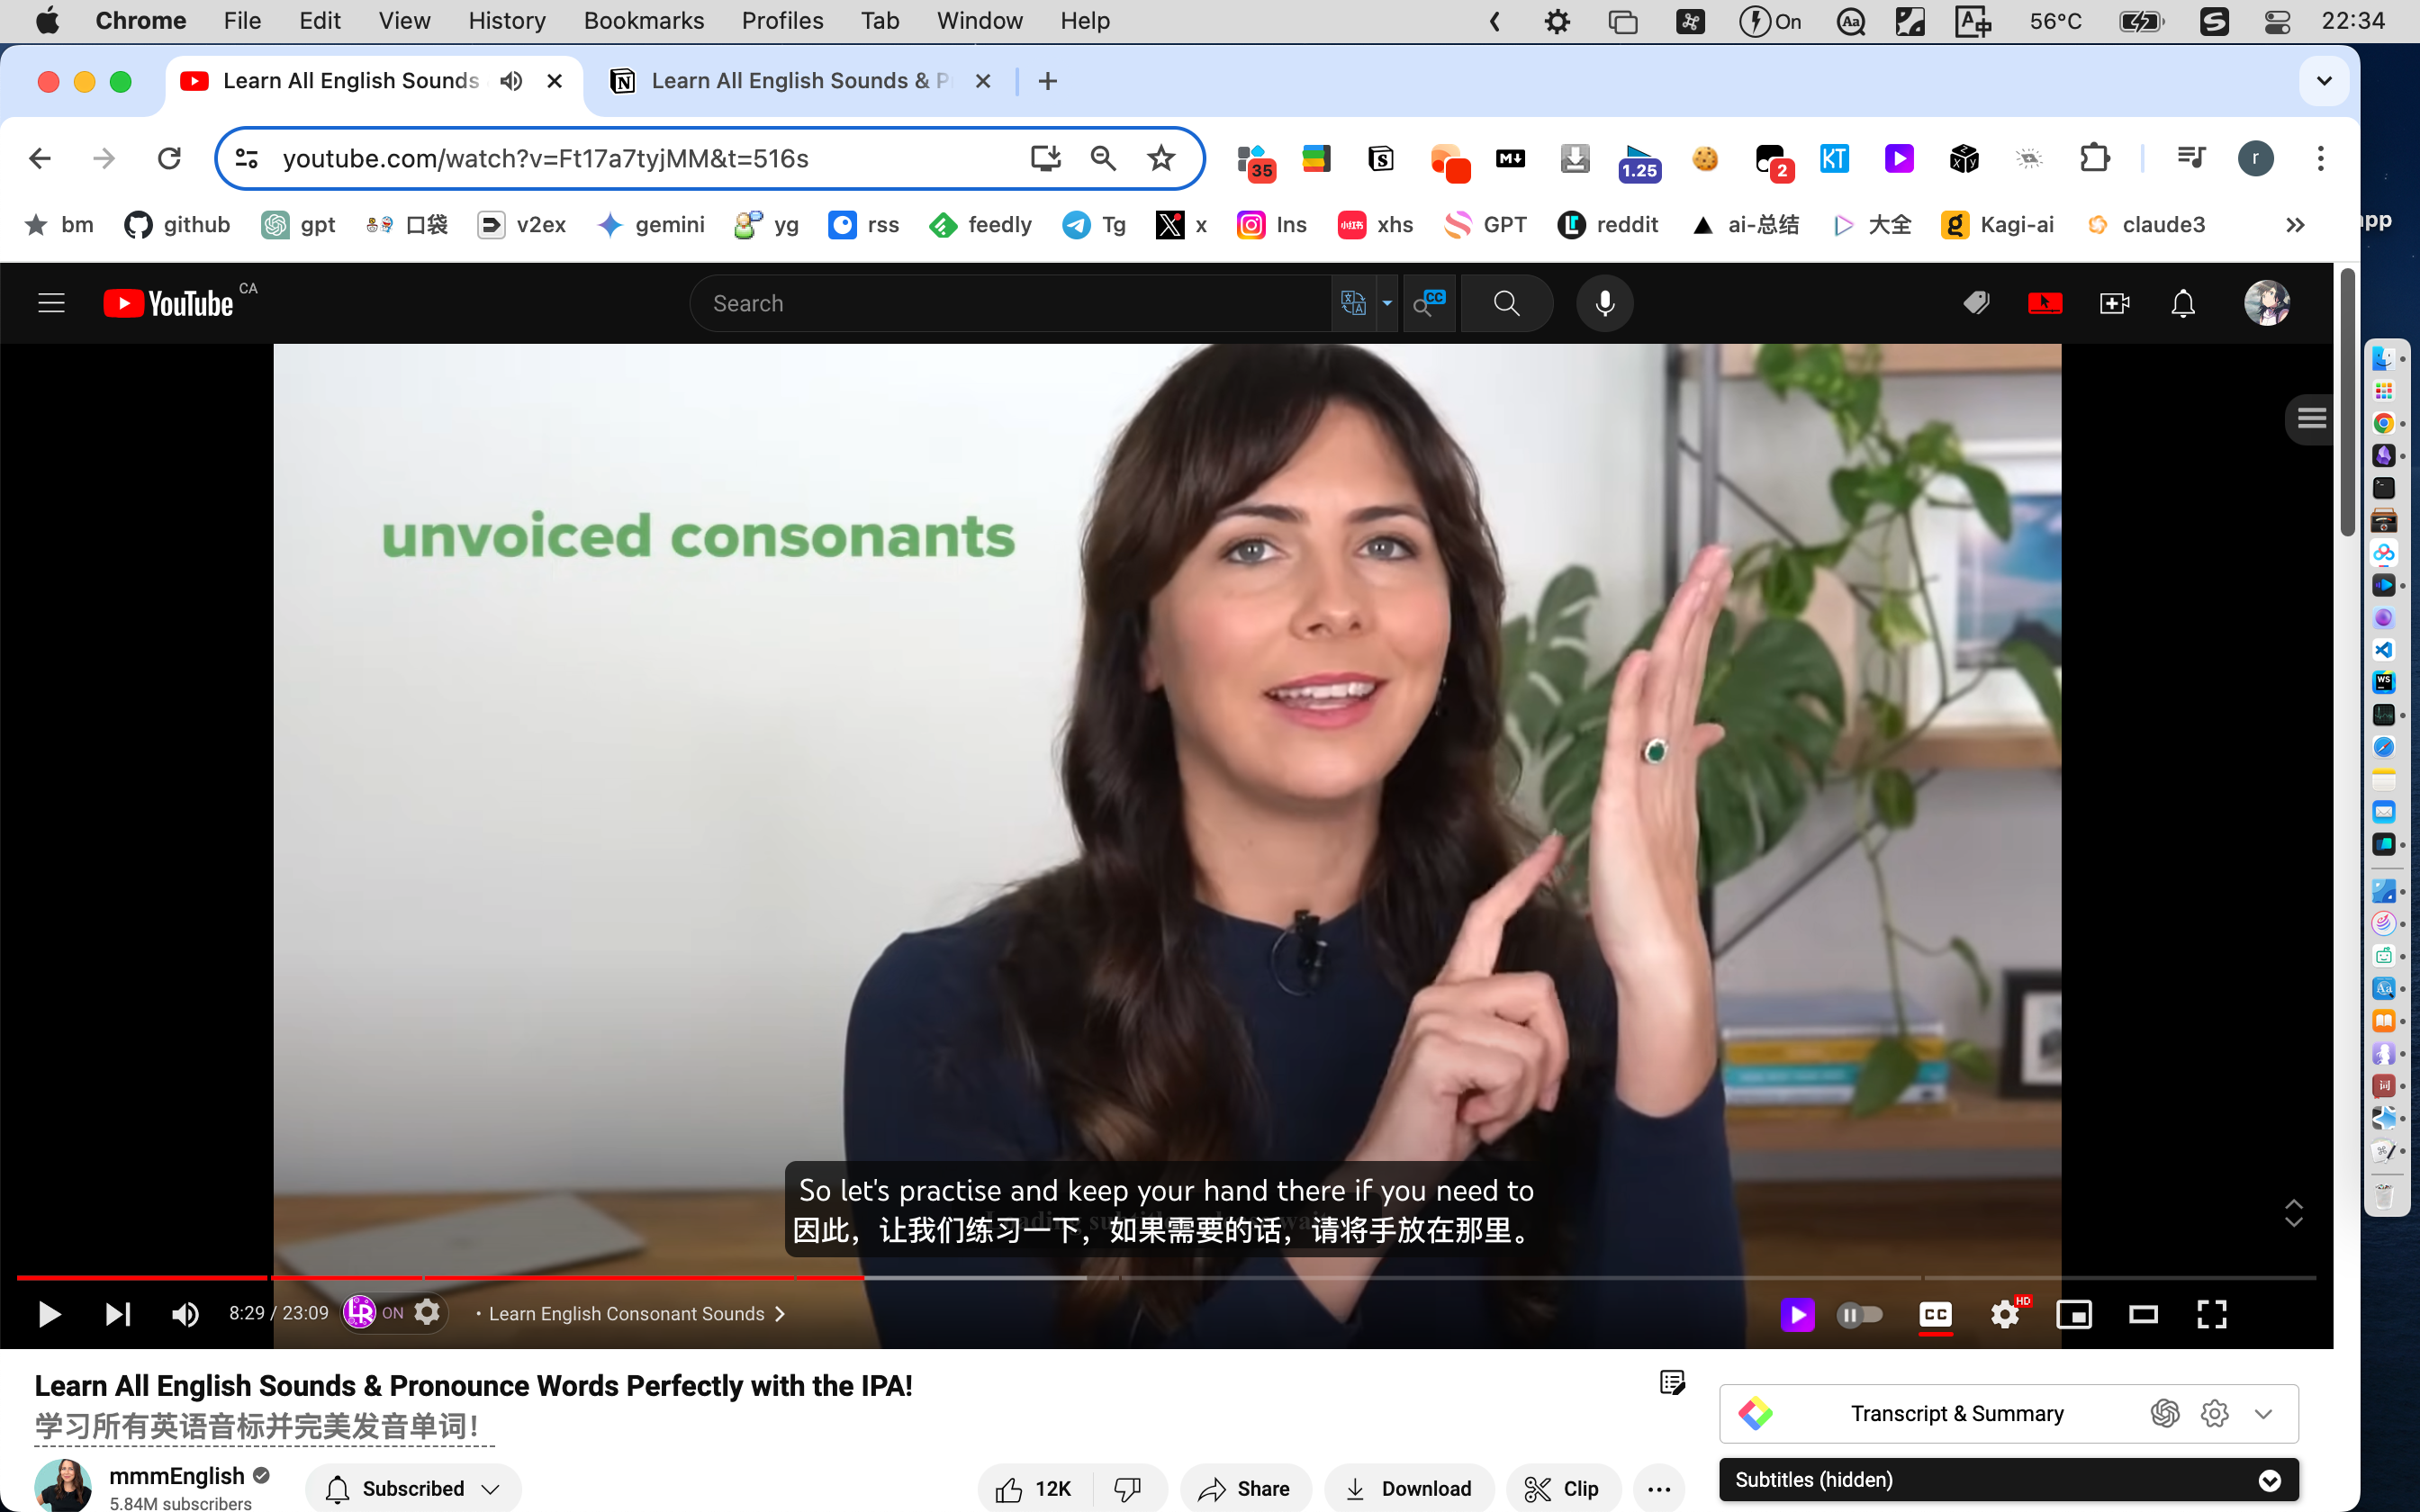 Chrome File Edit View History Bookmarks Profiles Tab Window Help On 56°C 22:34
Learn All English Sounds Learn All English Sounds & P
youtube.com/watch?v=Ft17a7tyjMM&t=516s 35 1.25 2 KT r
bm github gpt 口袋 v2ex gemini yg rss feedly Tg x Ins xhs GPT reddit ai-总结 大全 Kagi-ai claude3
app
YouTube CA Search CC
unvoiced consonants
So let's practise and keep your hand there if you need to
因此，让我们练习一下，如果需要的话，请将手放在那里。
8:29 / 23:09 LR ON • Learn English Consonant Sounds CC HD
Learn All English Sounds & Pronounce Words Perfectly with the IPA!
学习所有英语音标并完美发音单词！
Transcript & Summary
mmmEnglish
5.84M subscribers
Subscribed 12K Share Download Clip
Subtitles (hidden)